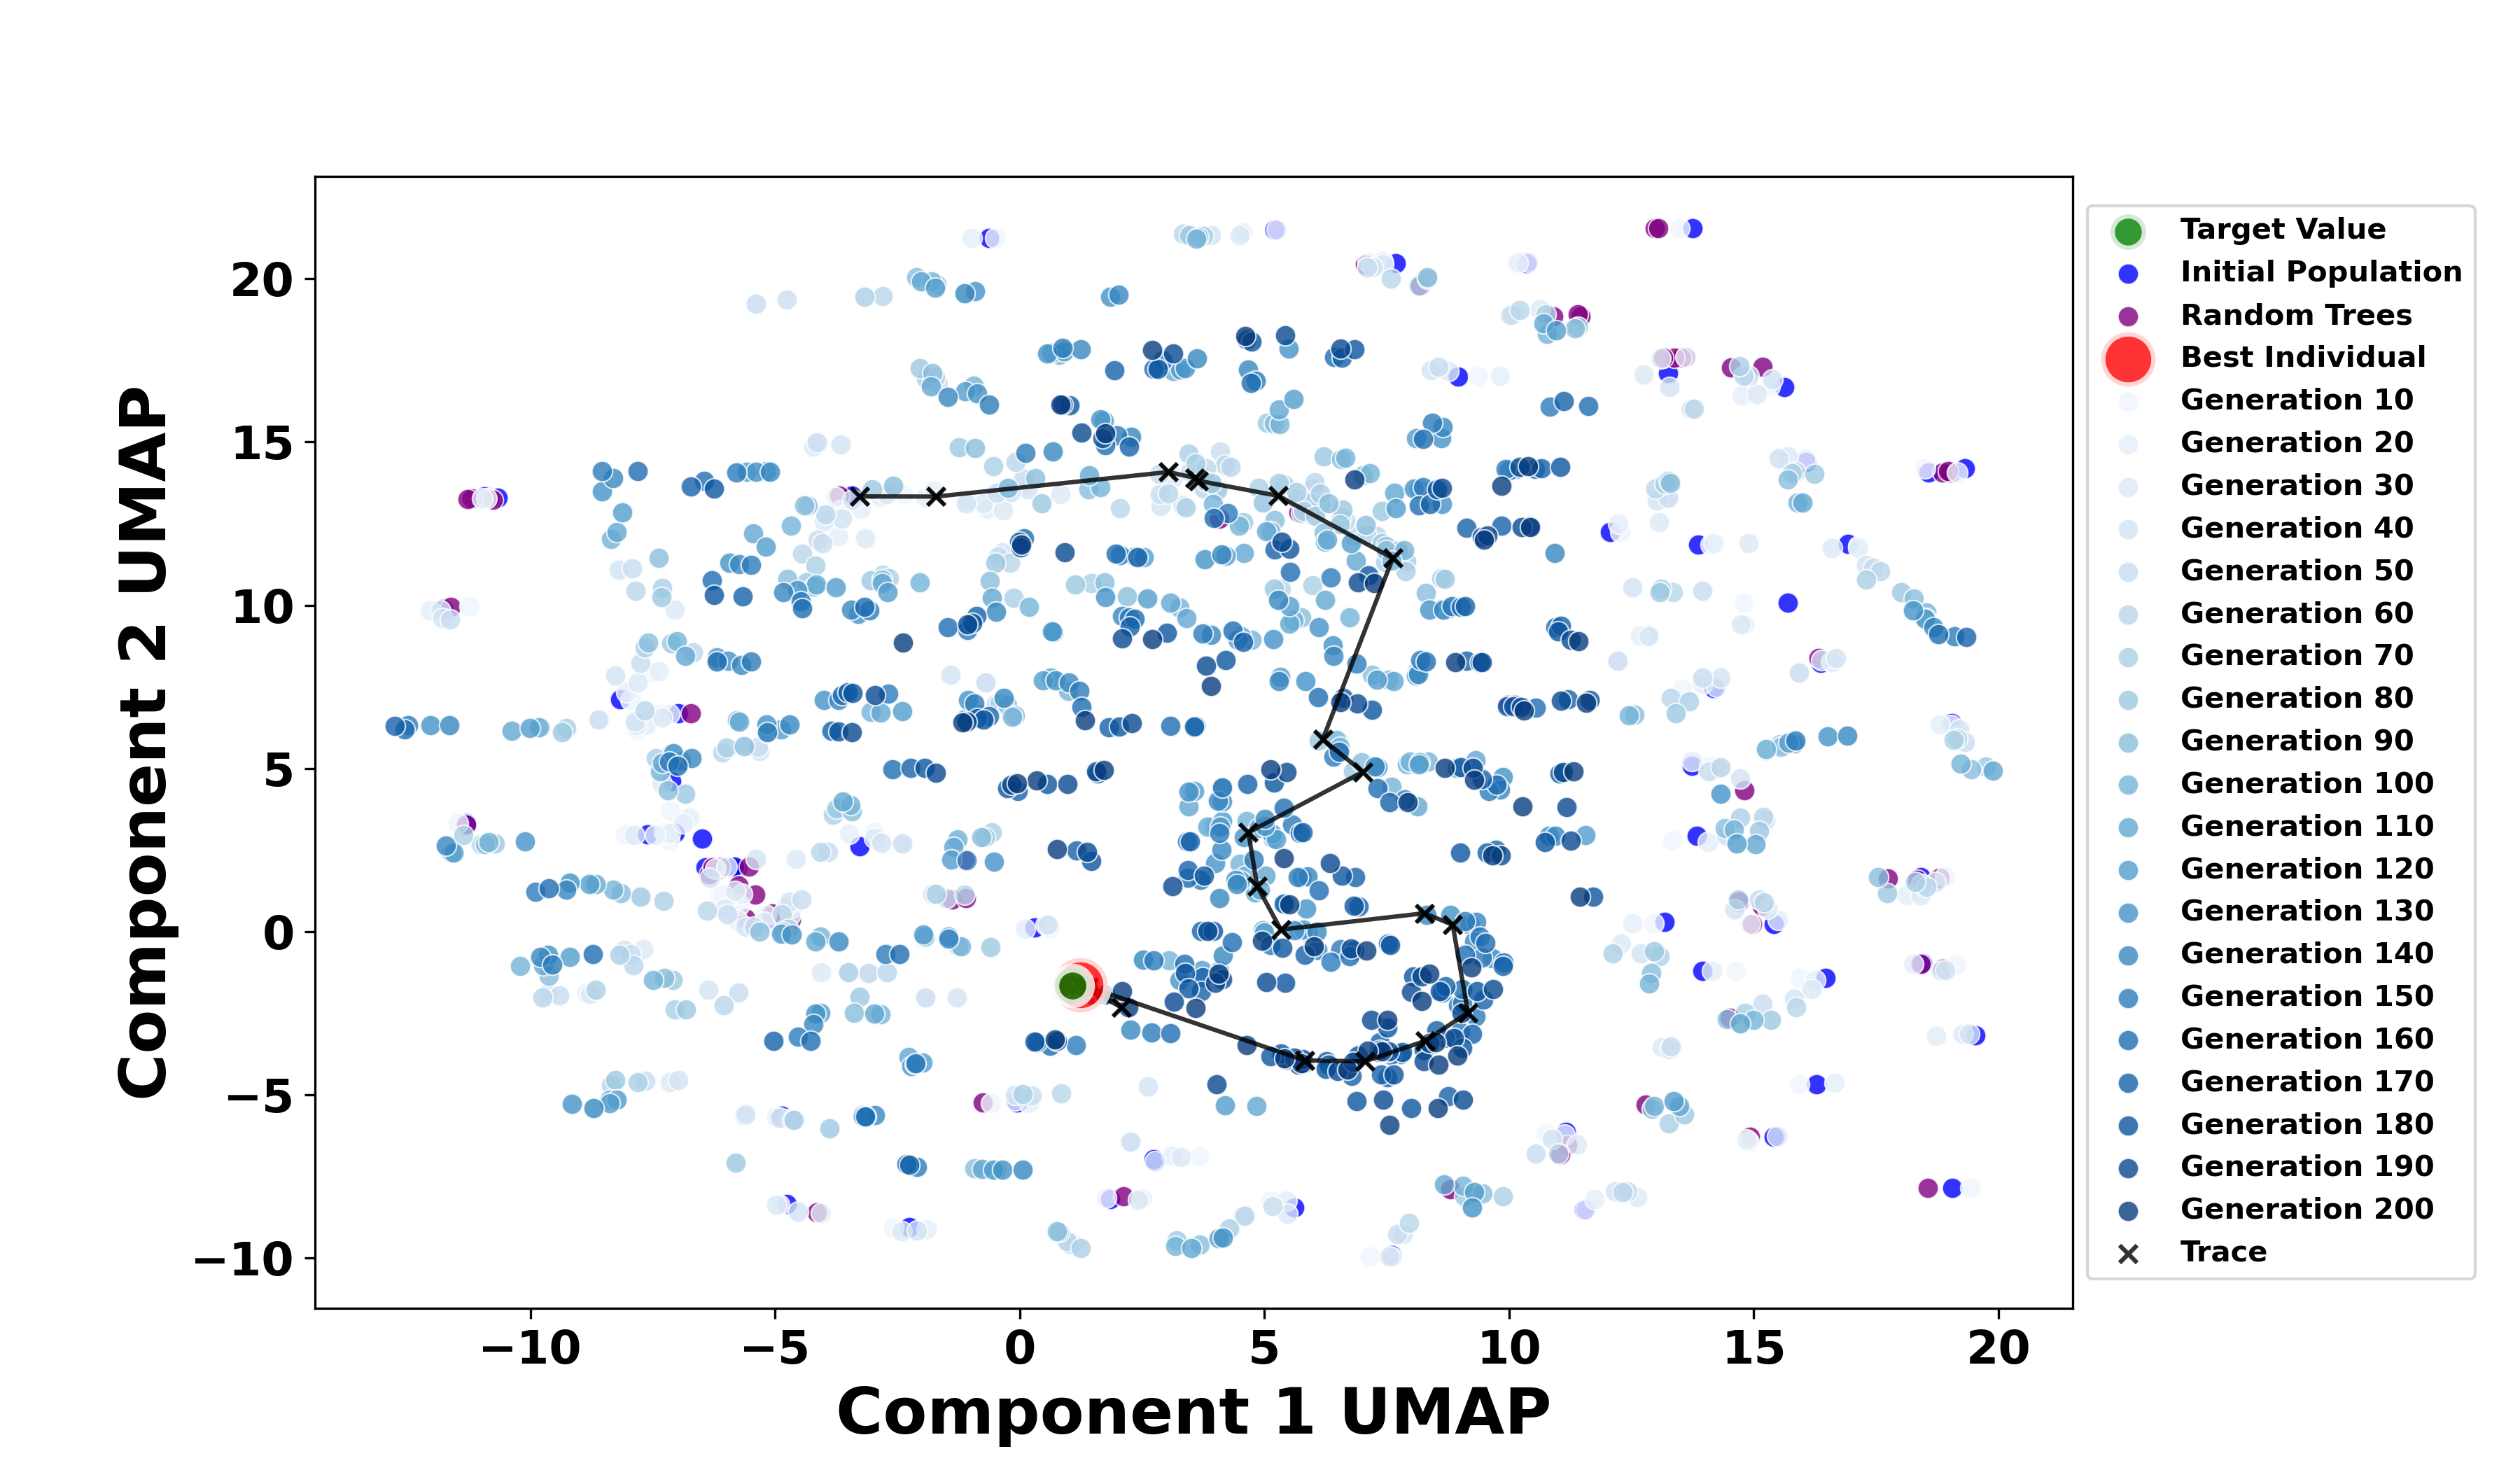 20
15
10
5
0
−5
−10
Component 2 UMAP
−10
−5
0
5
10
15
20
Component 1 UMAP
Target Value
Initial Population
Random Trees
Best Individual
Generation 10
Generation 20
Generation 30
Generation 40
Generation 50
Generation 60
Generation 70
Generation 80
Generation 90
Generation 100
Generation 110
Generation 120
Generation 130
Generation 140
Generation 150
Generation 160
Generation 170
Generation 180
Generation 190
Generation 200
Trace